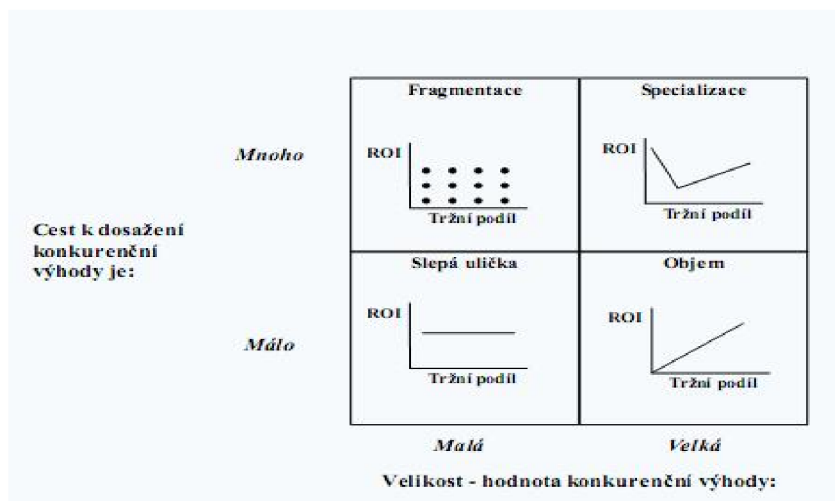 Fragmentace
Specializace
Mnoho
ROI
Tržní podíl
ROI
Tržní podíl
Cest k dosažení
konkurenční
výhody je:
Slepá ulička
Objem
Málo
ROI
Tržní podíl
ROI
Tržní podíl
Malá
Velká
Velikost - hodnota konkurenční výhody: